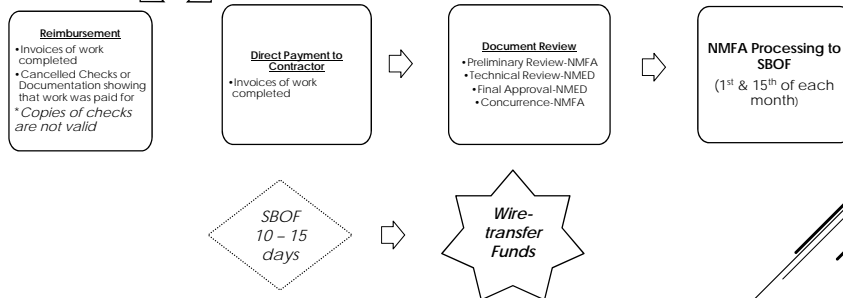 Reimbursement
•Invoices of work
completed
•Cancelled Checks or
Documentation showing
that work was paid for
*Copies of checks
are not valid
Direct Payment to
Contractor
•Invoices of work
completed
Document Review
•Preliminary Review-NMFA
•Technical Review-NMED
•Final Approval-NMED
•Concurrence-NMFA
NMFA Processing to
SBOF
(1st & 15th of each
month)
SBOF
10 – 15
days
Wire-
transfer
Funds